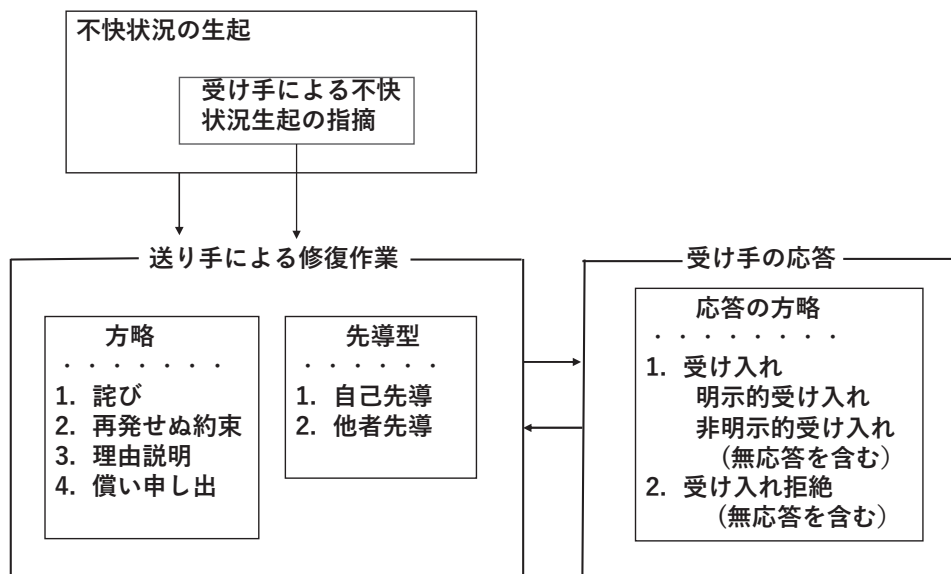 不快状況の生起
受け手による不快
状況生起の指摘
送り手による修復作業
方略
・・・・・・・
1. 詫び
2. 再発せぬ約束
3. 理由説明
4. 償い申し出
先導型
・・・・・・
1. 自己先導
2. 他者先導
受け手の応答
応答の方略
・・・・・・・・
1. 受け入れ
明示的受け入れ
非明示的受け入れ
（無応答を含む）
2. 受け入れ拒絶
（無応答を含む）